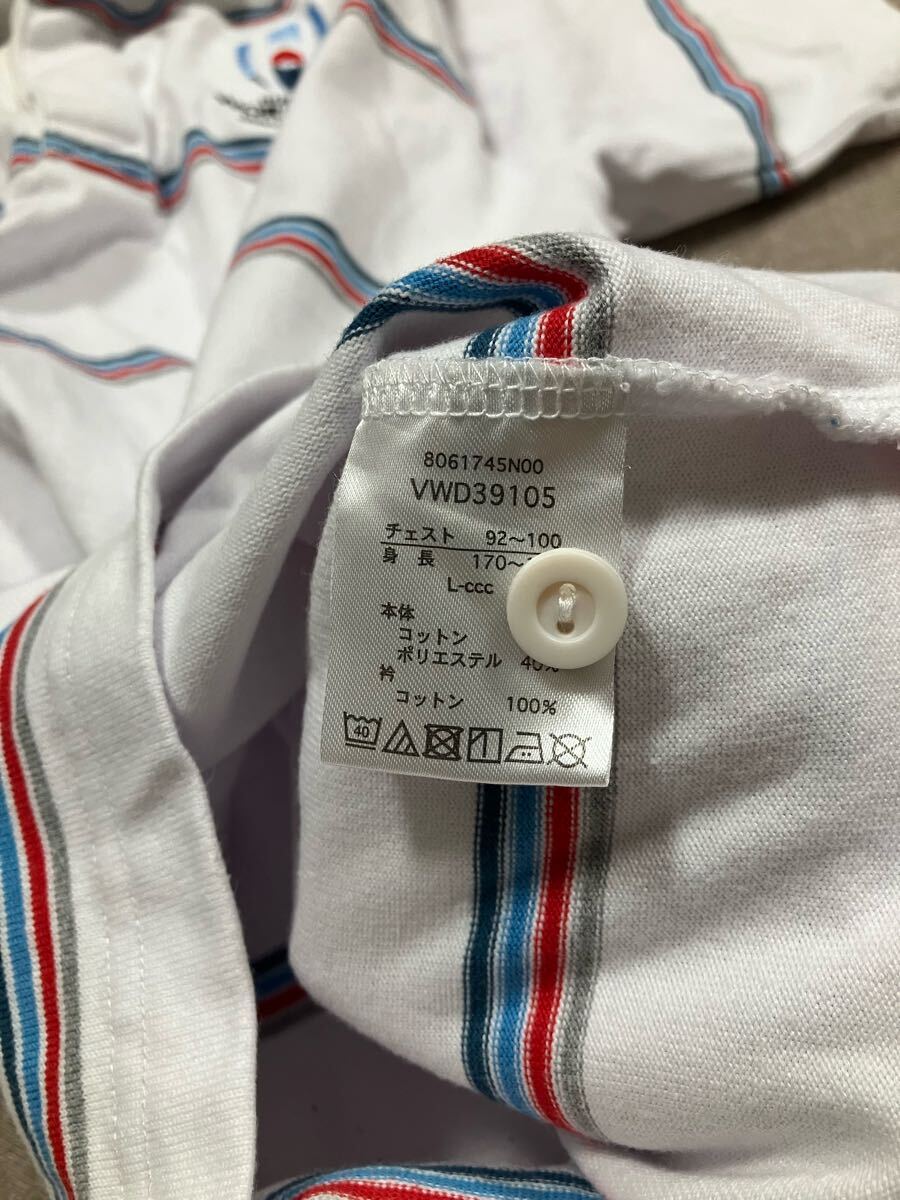 8061745N00
VWD39105
チェスト 92〜100
身長 170〜
L-ccc
本体
コットン
ポリエステル 40%
衿
コットン 100%
40